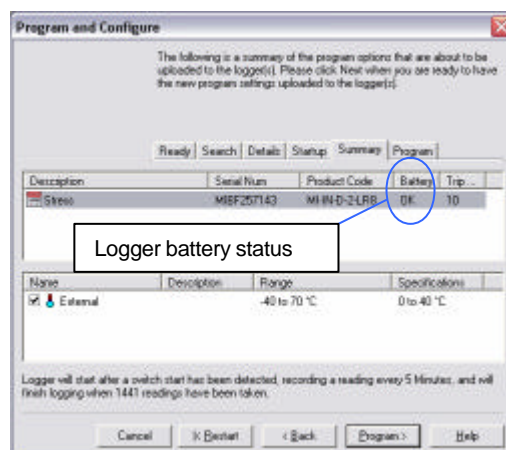 Program and Configure
The following is a summary of the program options that are about to be
uploaded to the logger(s). Please click Next when you are ready to have
the new program settings uploaded to the logger(s).
Ready Search Details Startup Summary Program
Description Serial Num Product Code Battery Trip ...
Stress MIBF257143 MI-IN-D-2-LRB OK 10
Logger battery status
Name Description Range Specifications
External -40 to 70 °C 0 to 40 °C
Logger will start after a switch start has been detected, recording a reading every 5 Minutes, and will
finish logging when 1441 readings have been taken.
Cancel K Restart < Back Program > Help